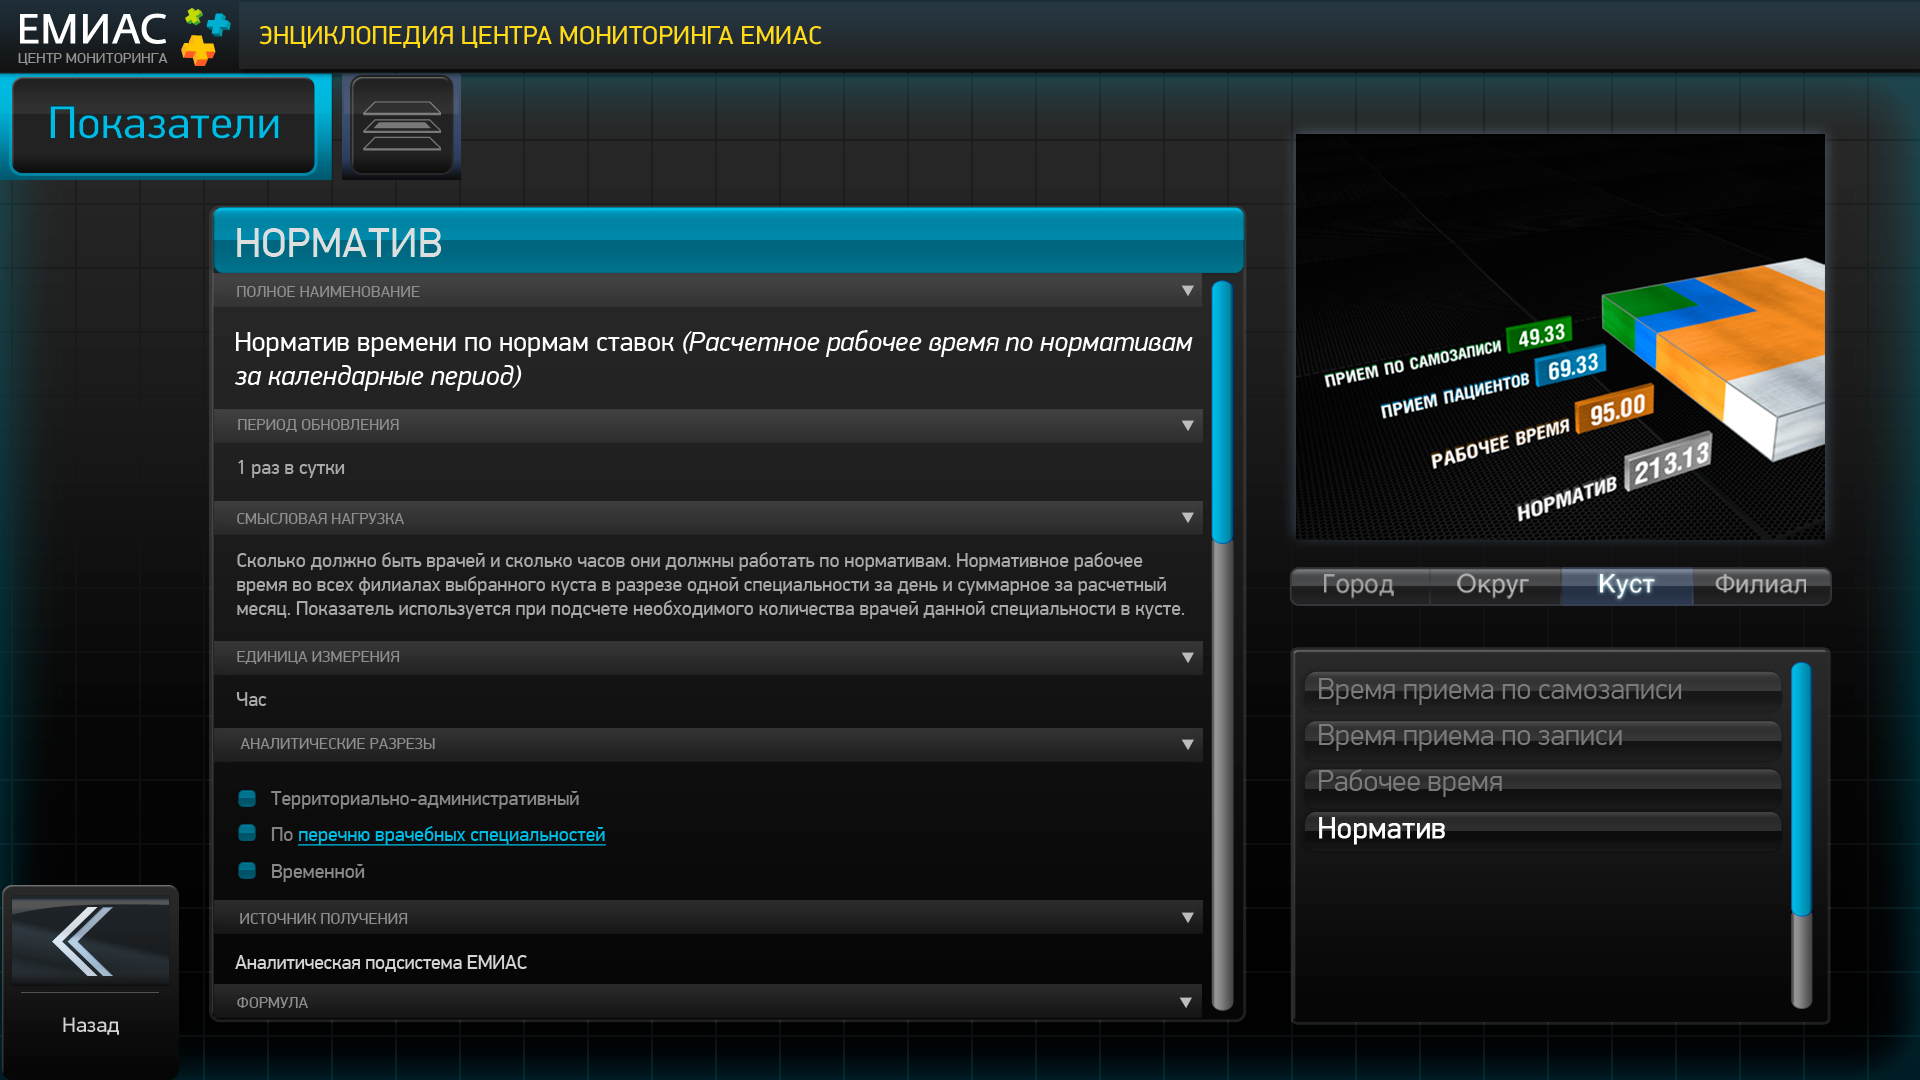 ЕМИАС
ЦЕНТР МОНИТОРИНГА
ЭНЦИКЛОПЕДИЯ ЦЕНТРА МОНИТОРИНГА ЕМИАС
Показатели
НОРМАТИВ
ПОЛНОЕ НАИМЕНОВАНИЕ
Норматив времени по нормам ставок (Расчетное рабочее время по нормативам
за календарные период)
ПЕРИОД ОБНОВЛЕНИЯ
1 раз в сутки
СМЫСЛОВАЯ НАГРУЗКА
Сколько должно быть врачей и сколько часов они должны работать по нормативам. Нормативное рабочее
время во всех филиалах выбранного куста в разрезе одной специальности за день и суммарное за расчетный
месяц. Показатель используется при подсчете необходимого количества врачей данной специальности в кусте.
ЕДИНИЦА ИЗМЕРЕНИЯ
Час
АНАЛИТИЧЕСКИЕ РАЗРЕЗЫ
Территориально-административный
По перечню врачебных специальностей
Временной
ИСТОЧНИК ПОЛУЧЕНИЯ
Аналитическая подсистема ЕМИАС
ФОРМУЛА
Назад
ПРИЕМ ПО САМОЗАПИСИ 49.33
ПРИЕМ ПАЦИЕНТОВ 69.33
РАБОЧЕЕ ВРЕМЯ 95.00
НОРМАТИВ 213.13
Город Округ Куст Филиал
Время приема по самозаписи
Время приема по записи
Рабочее время
Норматив